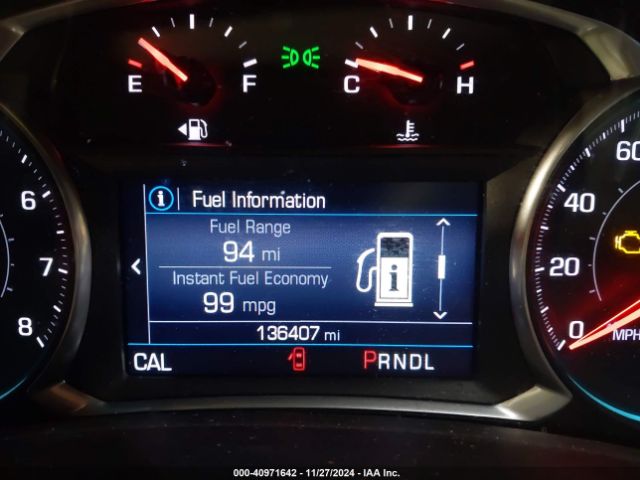 E F
C H
i Fuel Information
Fuel Range
94 mi
Instant Fuel Economy
99 mpg
i
136407 mi
CAL PRNDL
6
7
8
60
40
20
0
MPH
000-40971642 - 11/27/2024 - IAA Inc.